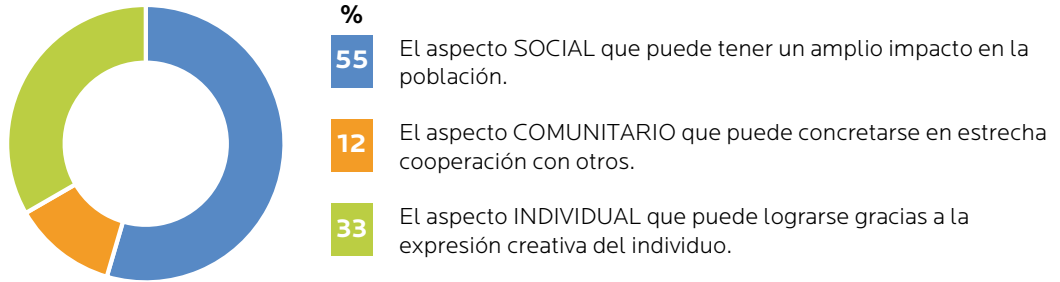 %
55
El aspecto SOCIAL que puede tener un amplio impacto en la
población.
12
El aspecto COMUNITARIO que puede concretarse en estrecha
cooperación con otros.
33
El aspecto INDIVIDUAL que puede lograrse gracias a la
expresión creativa del individuo.